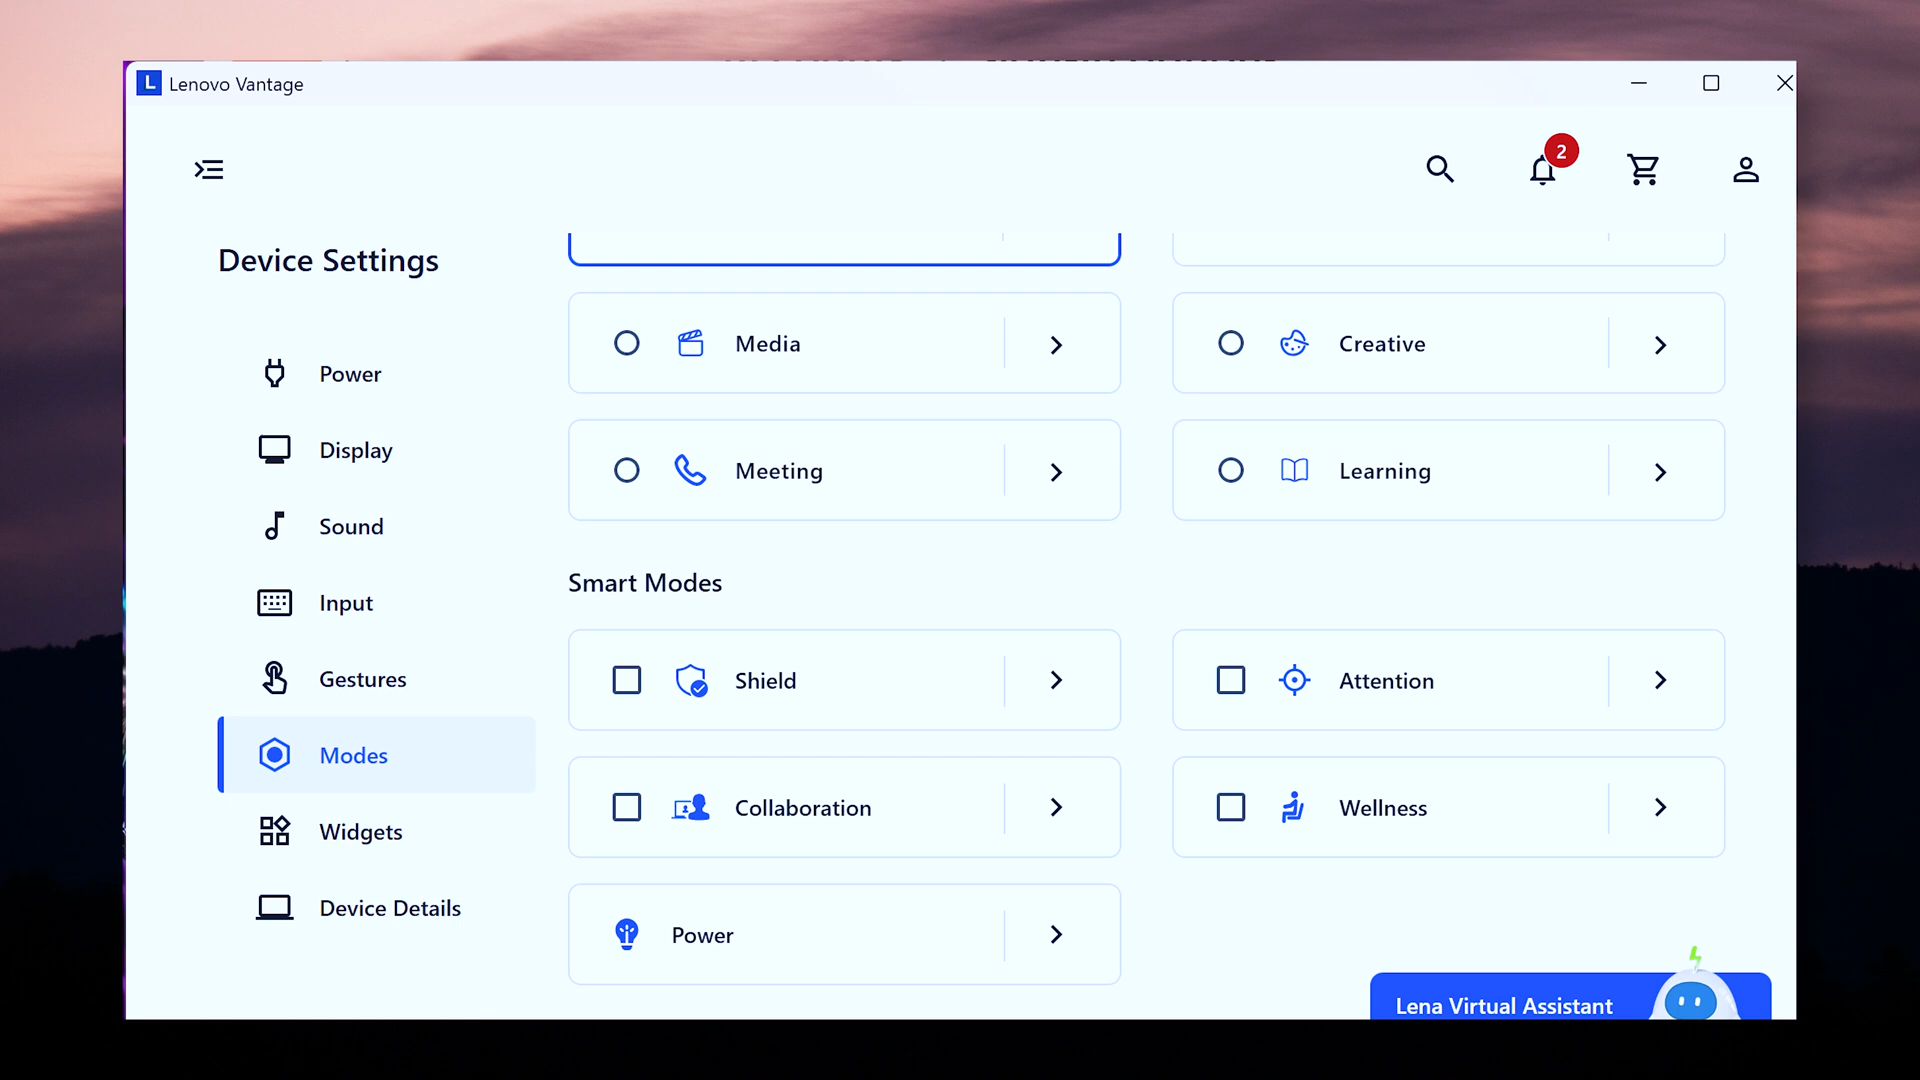 L Lenovo Vantage
2
Device Settings
Power
Display
Sound
Input
Gestures
Modes
Widgets
Device Details
Media
Creative
Meeting
Learning
Smart Modes
Shield
Attention
Collaboration
Wellness
Power
Lena Virtual Assistant